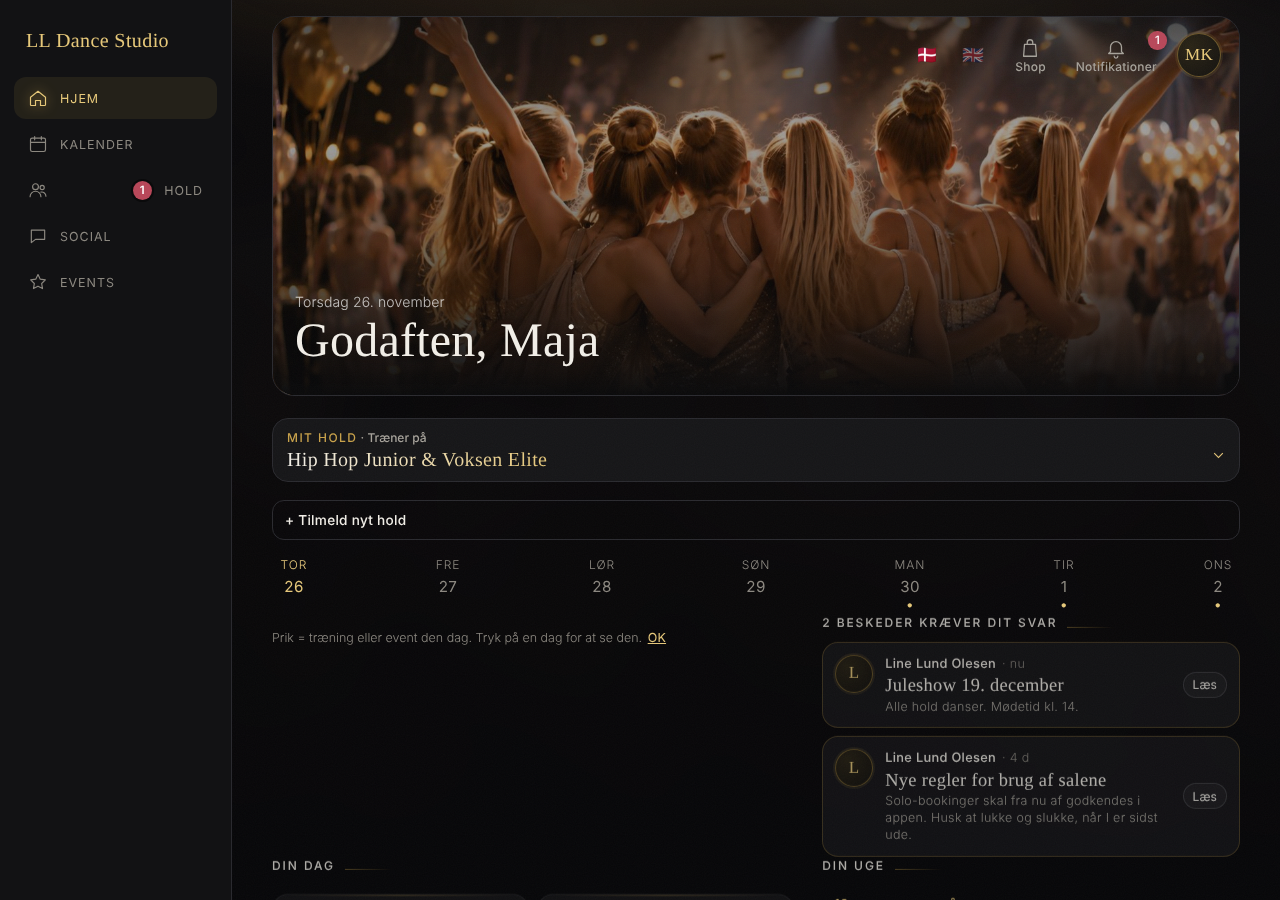 LL Dance Studio
HJEM
KALENDER
1 HOLD
SOCIAL
EVENTS
Shop
Notifikationer
1
MK
Torsdag 26. november
Godaften, Maja
MIT HOLD · Træner på
Hip Hop Junior & Voksen Elite
+ Tilmeld nyt hold
TOR FRE LØR SØN MAN TIR ONS
26 27 28 29 30 1 2
Prik = træning eller event den dag. Tryk på en dag for at se den. OK
2 BESKEDER KRÆVER DIT SVAR
L
Line Lund Olesen · nu
Juleshow 19. december
Alle hold danser. Mødetid kl. 14.
Læs
L
Line Lund Olesen · 4 d
Nye regler for brug af salene
Solo-bookinger skal fra nu af godkendes i
appen. Husk at lukke og slukke, når I er sidst
ude.
Læs
DIN DAG
DIN UGE